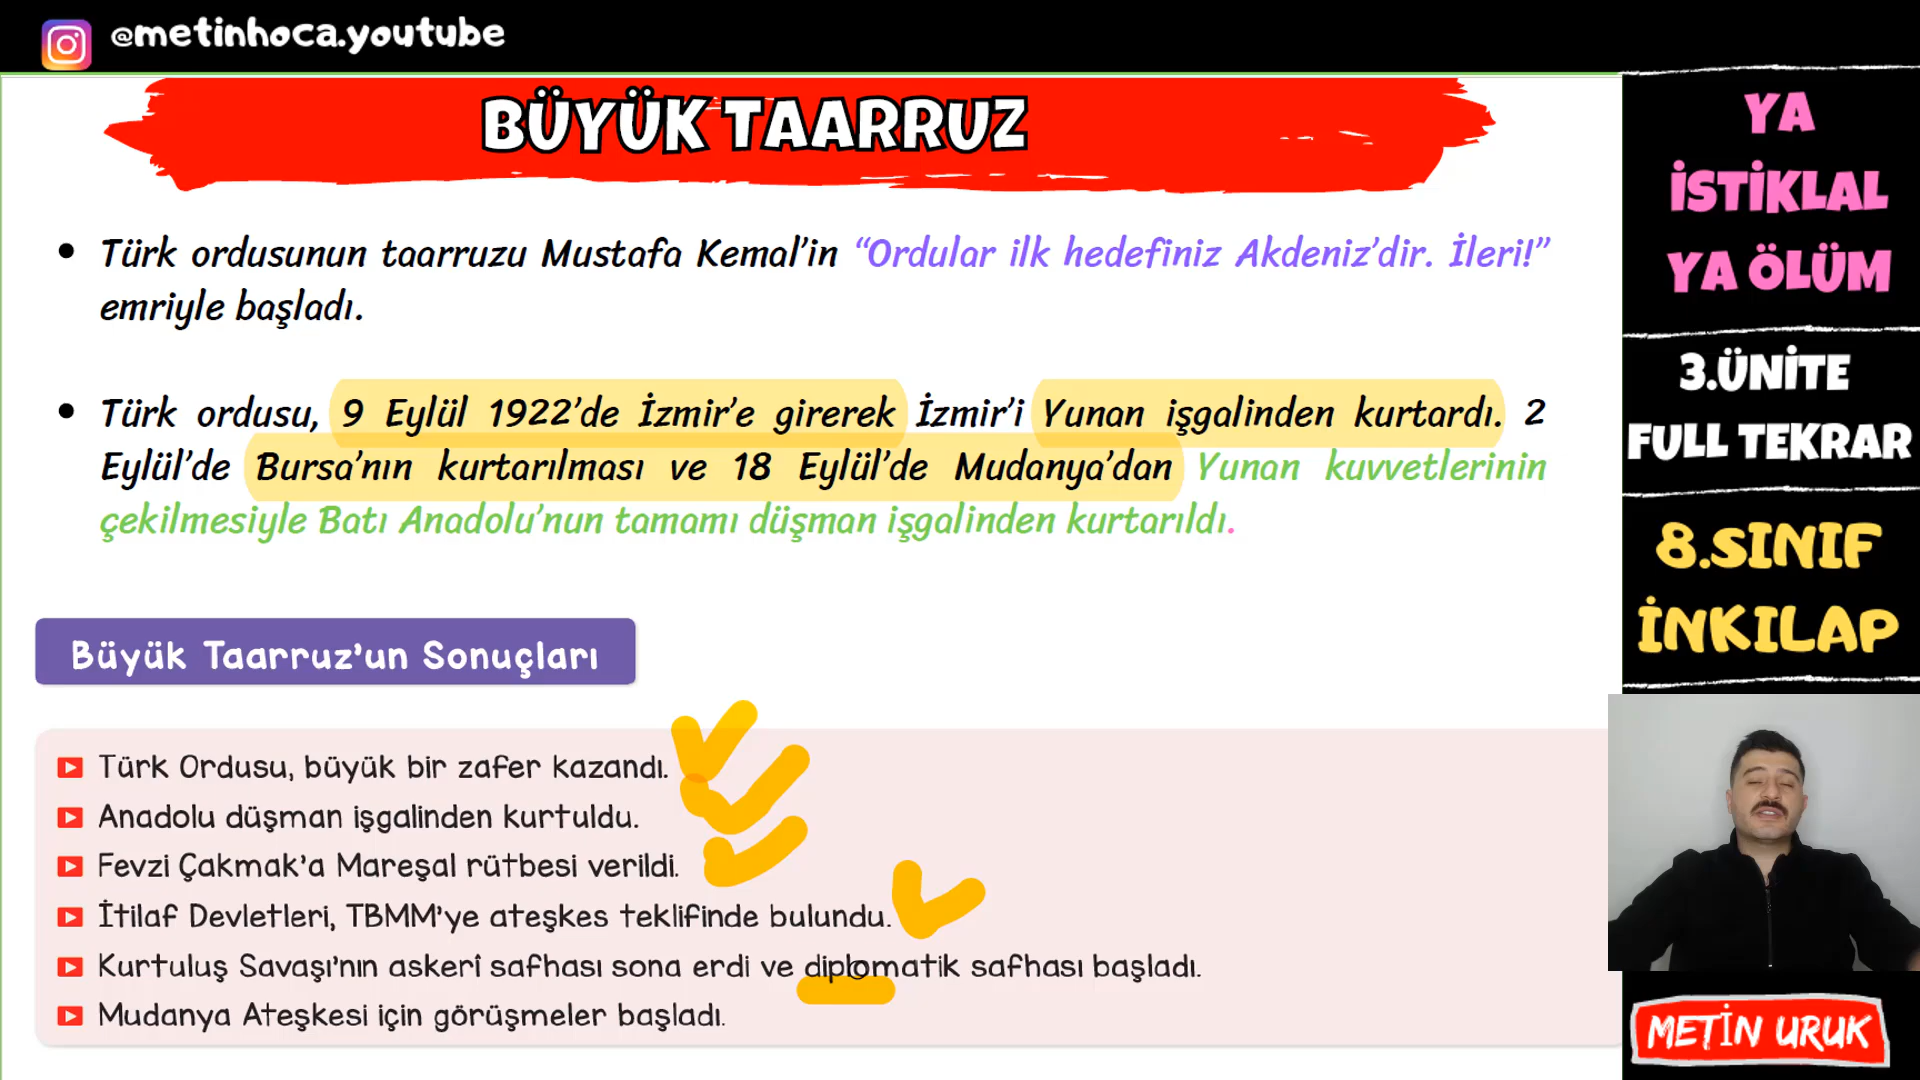 @metinhoca.youtube
BÜYÜK TAARRUZ
• Türk ordusunun taarruzu Mustafa Kemal’in “Ordular ilk hedefiniz Akdeniz’dir. İleri!”
emriyle başladı.
• Türk ordusu, 9 Eylül 1922’de İzmir’e girerek İzmir’i Yunan işgalinden kurtardı. 2
Eylül’de Bursa’nın kurtarılması ve 18 Eylül’de Mudanya’dan Yunan kuvvetlerinin
çekilmesiyle Batı Anadolu’nun tamamı düşman işgalinden kurtarıldı.
Büyük Taarruz’un Sonuçları
Türk Ordusu, büyük bir zafer kazandı.
Anadolu düşman işgalinden kurtuldu.
Fevzi Çakmak’a Mareşal rütbesi verildi.
İtilaf Devletleri, TBMM’ye ateşkes teklifinde bulundu.
Kurtuluş Savaşı’nın askerî safhası sona erdi ve diplomatik safhası başladı.
Mudanya Ateşkesi için görüşmeler başladı.
YA
İSTİKLAL
YA ÖLÜM
3.ÜNİTE
FULL TEKRAR
8.SINIF
İNKILAP
METİN URUK